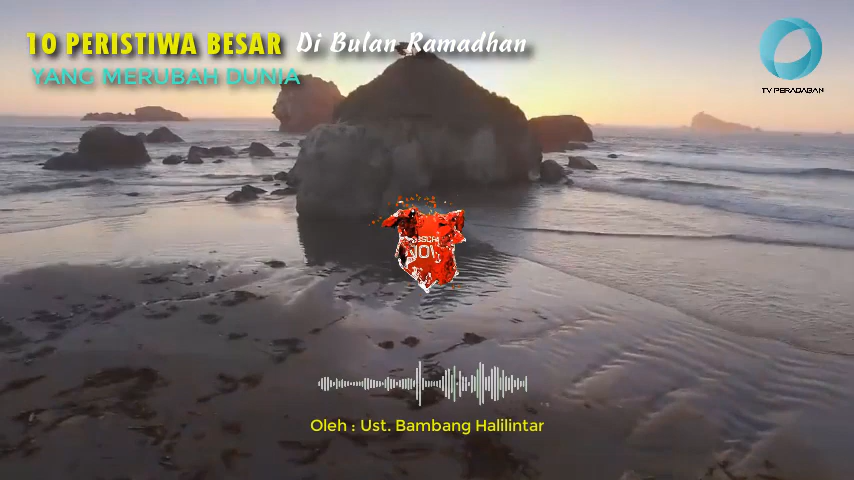 10 PERISTIWA BESAR Di Bulan Ramadhan
YANG MERUBAH DUNIA
TV PERADABAN
Oleh : Ust. Bambang Halilintar